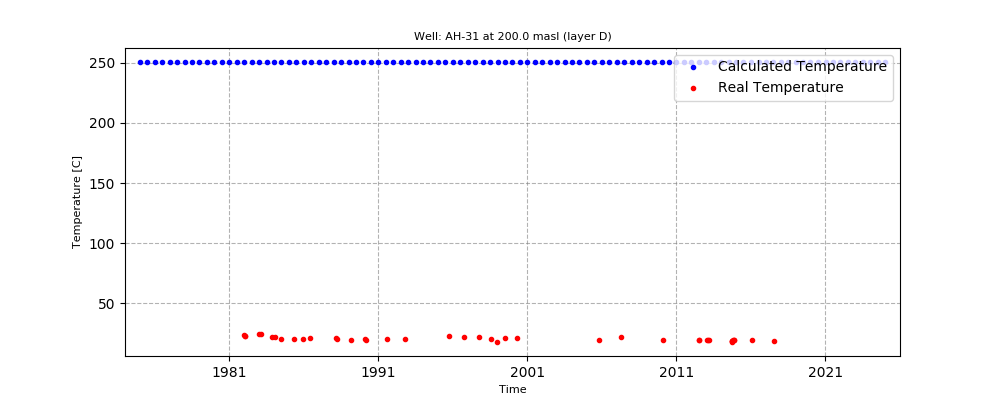 Well: AH-31 at 200.0 masl (layer D)
Calculated Temperature
Real Temperature
Temperature [C]
250
200
150
100
50
1981
1991
2001
2011
2021
Time